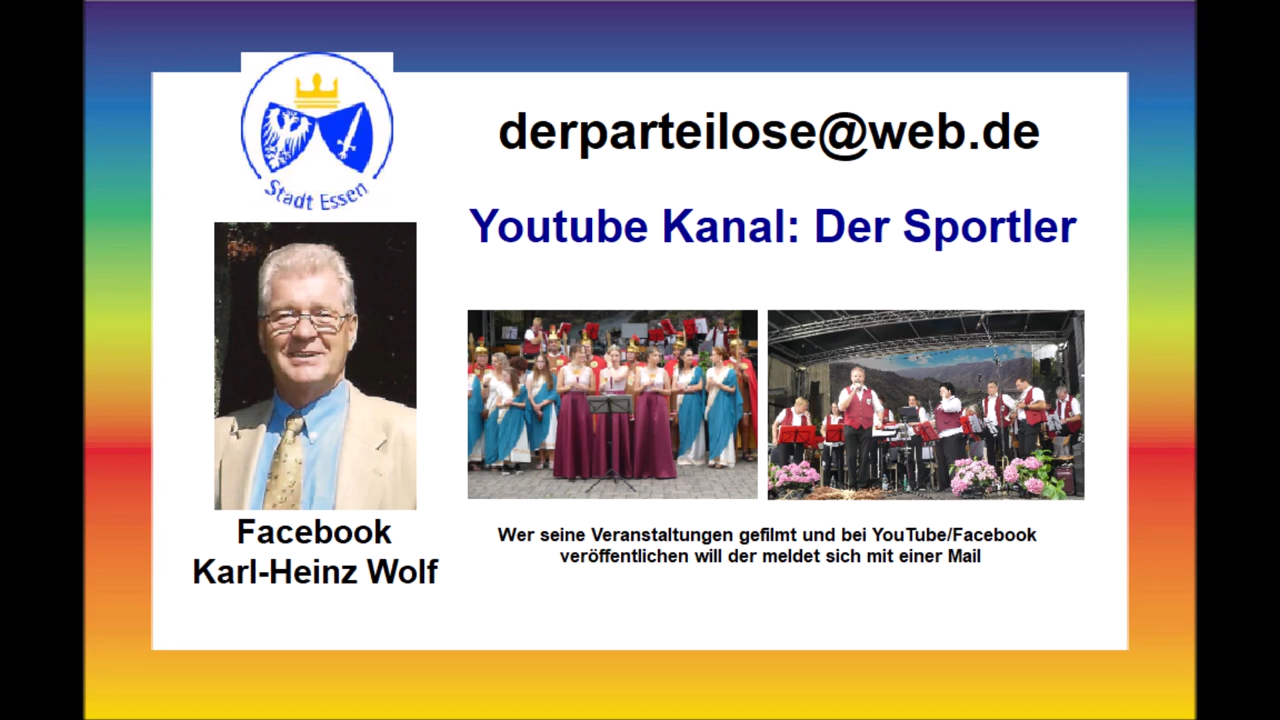 Stadt Essen
derparteilose@web.de
Youtube Kanal: Der Sportler
Facebook
Karl-Heinz Wolf
Wer seine Veranstaltungen gefilmt und bei YouTube/Facebook
veröffentlichen will der meldet sich mit einer Mail